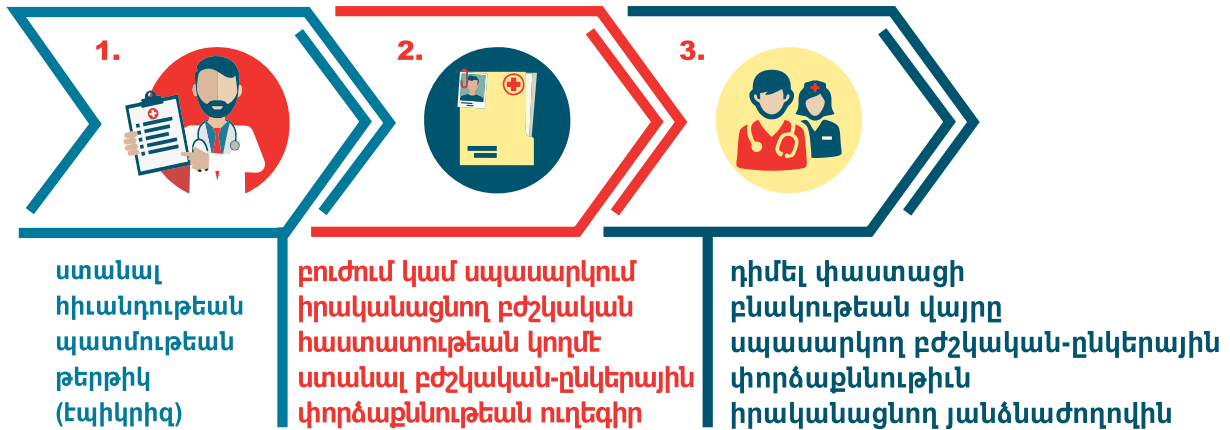 1.
ստանալ
հիւանդութեան
պատմութեան
թերթիկ
(էպիկրիզ)
2.
բուժում կամ սպասարկում
իրականացնող բժշկական
հաստատութեան կողմէ
ստանալ բժշկական-ընկերային
փորձաքննութեան ուղեգիր
3.
դիմել փաստացի
բնակութեան վայրը
սպասարկող բժշկական-ընկերային
փորձաքննութիւն
իրականացնող յանձնաժողովին